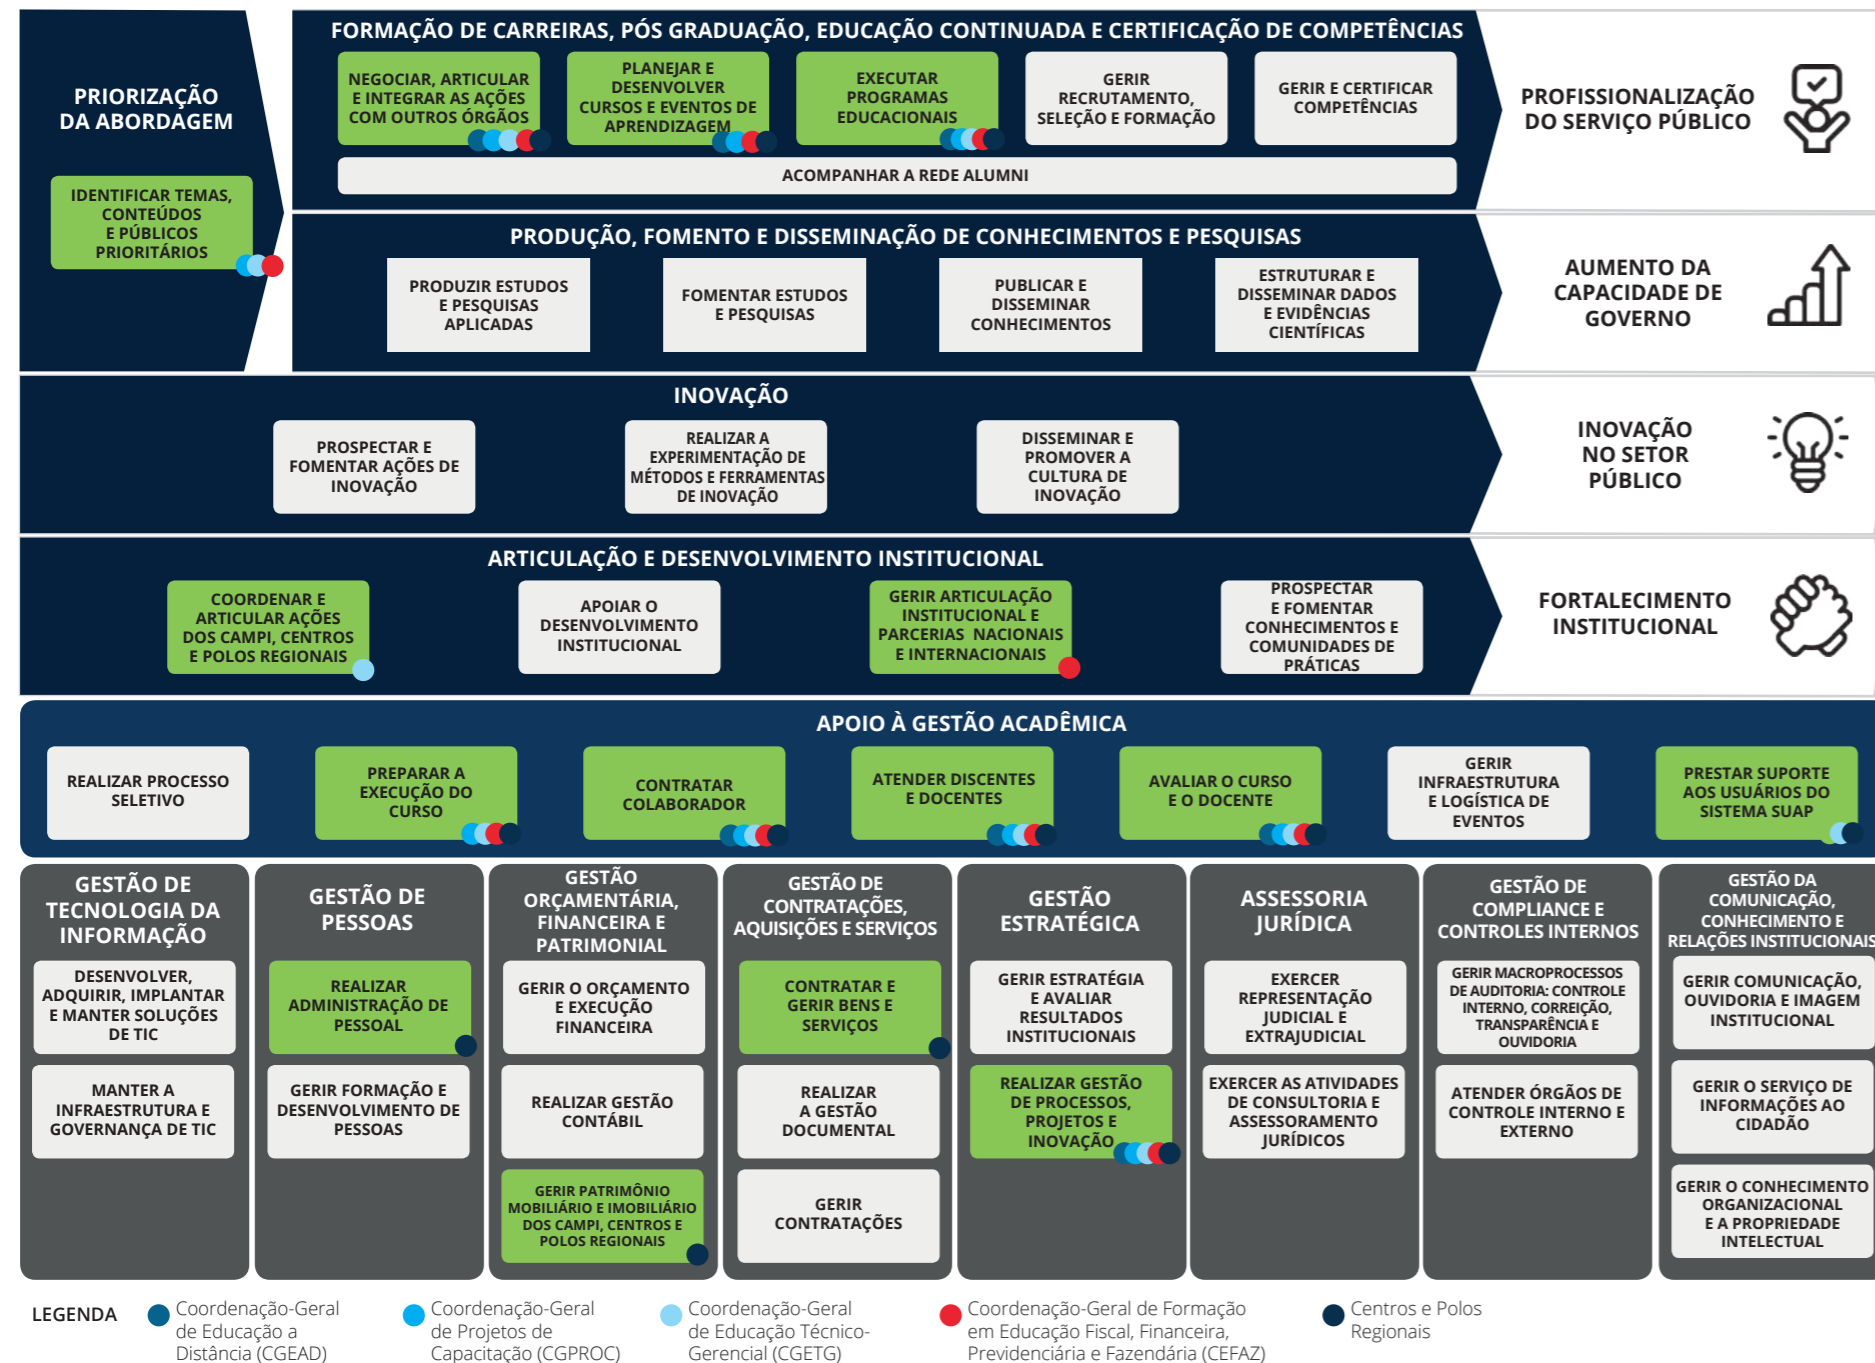 PRIORIZAÇÃO
DA ABORDAGEM
IDENTIFICAR TEMAS,
CONTEÚDOS
E PÚBLICOS
PRIORITÁRIOS
FORMAÇÃO DE CARREIRAS, PÓS GRADUAÇÃO, EDUCAÇÃO CONTINUADA E CERTIFICAÇÃO DE COMPETÊNCIAS
NEGOCIAR, ARTICULAR
E INTEGRAR AS AÇÕES
COM OUTROS ÓRGÃOS
PLANEJAR E
DESENVOLVER
CURSOS E EVENTOS DE
APRENDIZAGEM
EXECUTAR
PROGRAMAS
EDUCACIONAIS
GERIR
RECRUTAMENTO,
SELEÇÃO E FORMAÇÃO
GERIR E CERTIFICAR
COMPETÊNCIAS
ACOMPANHAR A REDE ALUMNI
PROFISSIONALIZAÇÃO
DO SERVIÇO PÚBLICO
PRODUÇÃO, FOMENTO E DISSEMINAÇÃO DE CONHECIMENTOS E PESQUISAS
PRODUZIR ESTUDOS
E PESQUISAS
APLICADAS
FOMENTAR ESTUDOS
E PESQUISAS
PUBLICAR E
DISSEMINAR
CONHECIMENTOS
ESTRUTURAR E
DISSEMINAR DADOS
E EVIDÊNCIAS
CIENTÍFICAS
AUMENTO DA
CAPACIDADE DE
GOVERNO
INOVAÇÃO
PROSPECTAR E
FOMENTAR AÇÕES DE
INOVAÇÃO
REALIZAR A
EXPERIMENTAÇÃO DE
MÉTODOS E FERRAMENTAS
DE INOVAÇÃO
DISSEMINAR E
PROMOVER A
CULTURA DE
INOVAÇÃO
INOVAÇÃO
NO SETOR
PÚBLICO
ARTICULAÇÃO E DESENVOLVIMENTO INSTITUCIONAL
COORDENAR E
ARTICULAR AÇÕES
DOS CAMPI, CENTROS
E POLOS REGIONAIS
APOIAR O
DESENVOLVIMENTO
INSTITUCIONAL
GERIR ARTICULAÇÃO
INSTITUCIONAL E
PARCERIAS NACIONAIS
E INTERNACIONAIS
PROSPECTAR
E FOMENTAR
CONHECIMENTOS E
COMUNIDADES DE
PRÁTICAS
FORTALECIMENTO
INSTITUCIONAL
APOIO À GESTÃO ACADÊMICA
REALIZAR PROCESSO
SELETIVO
PREPARAR A
EXECUÇÃO DO
CURSO
CONTRATAR
COLABORADOR
ATENDER DISCENTES
E DOCENTES
AVALIAR O CURSO
E O DOCENTE
GERIR
INFRAESTRUTURA
E LOGÍSTICA DE
EVENTOS
PRESTAR SUPORTE
AOS USUÁRIOS DO
SISTEMA SUAP
GESTÃO DE
TECNOLOGIA DA
INFORMAÇÃO
DESENVOLVER,
ADQUIRIR, IMPLANTAR
E MANTER SOLUÇÕES
DE TIC
MANTER A
INFRAESTRUTURA E
GOVERNANÇA DE TIC
GESTÃO DE
PESSOAS
REALIZAR
ADMINISTRAÇÃO DE
PESSOAL
GERIR FORMAÇÃO E
DESENVOLVIMENTO DE
PESSOAS
GESTÃO
ORÇAMENTÁRIA,
FINANCEIRA E
PATRIMONIAL
GERIR O ORÇAMENTO
E EXECUÇÃO
FINANCEIRA
REALIZAR GESTÃO
CONTÁBIL
GERIR PATRIMÔNIO
MOBILIÁRIO E IMOBILIÁRIO
DOS CAMPI, CENTROS E
POLOS REGIONAIS
GESTÃO DE
CONTRATAÇÕES,
AQUISIÇÕES E SERVIÇOS
CONTRATAR E
GERIR BENS E
SERVIÇOS
REALIZAR
A GESTÃO
DOCUMENTAL
GERIR
CONTRATAÇÕES
GESTÃO
ESTRATÉGICA
GERIR ESTRATÉGIA
E AVALIAR
RESULTADOS
INSTITUCIONAIS
REALIZAR GESTÃO
DE PROCESSOS,
PROJETOS E
INOVAÇÃO
ASSESSORIA
JURÍDICA
EXERCER
REPRESENTAÇÃO
JUDICIAL E
EXTRAJUDICIAL
EXERCER AS ATIVIDADES
DE CONSULTORIA E
ASSESSORAMENTO
JURÍDICOS
GESTÃO DE
COMPLIANCE E
CONTROLES INTERNOS
GERIR MACROPROCESSOS
DE AUDITORIA: CONTROLE
INTERNO, CORREIÇÃO,
TRANSPARÊNCIA E
OUVIDORIA
ATENDER ÓRGÃOS DE
CONTROLE INTERNO E
EXTERNO
GESTÃO DA
COMUNICAÇÃO,
CONHECIMENTO E
RELAÇÕES INSTITUCIONAIS
GERIR COMUNICAÇÃO,
OUVIDORIA E IMAGEM
INSTITUCIONAL
GERIR O SERVIÇO DE
INFORMAÇÕES AO
CIDADÃO
GERIR O CONHECIMENTO
ORGANIZACIONAL
E A PROPRIEDADE
INTELECTUAL
LEGENDA
Coordenação-Geral
de Educação a
Distância (CGEAD)
Coordenação-Geral
de Projetos de
Capacitação (CGPROC)
Coordenação-Geral
de Educação Técnico-
Gerencial (CGETG)
Coordenação-Geral de Formação
em Educação Fiscal, Financeira,
Previdenciária e Fazendária (CEFAZ)
Centros e Polos
Regionais